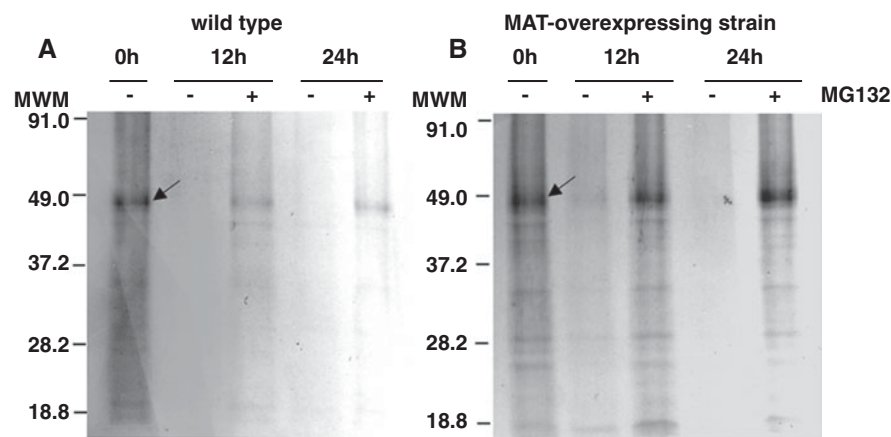 wild type
MAT-overexpressing strain
A
0h
12h
24h
B
0h
12h
24h
MWM
-
-
+
-
+
-
-
+
-
+
MG132
91.0
49.0
37.2
28.2
18.8
91.0
49.0
37.2
28.2
18.8